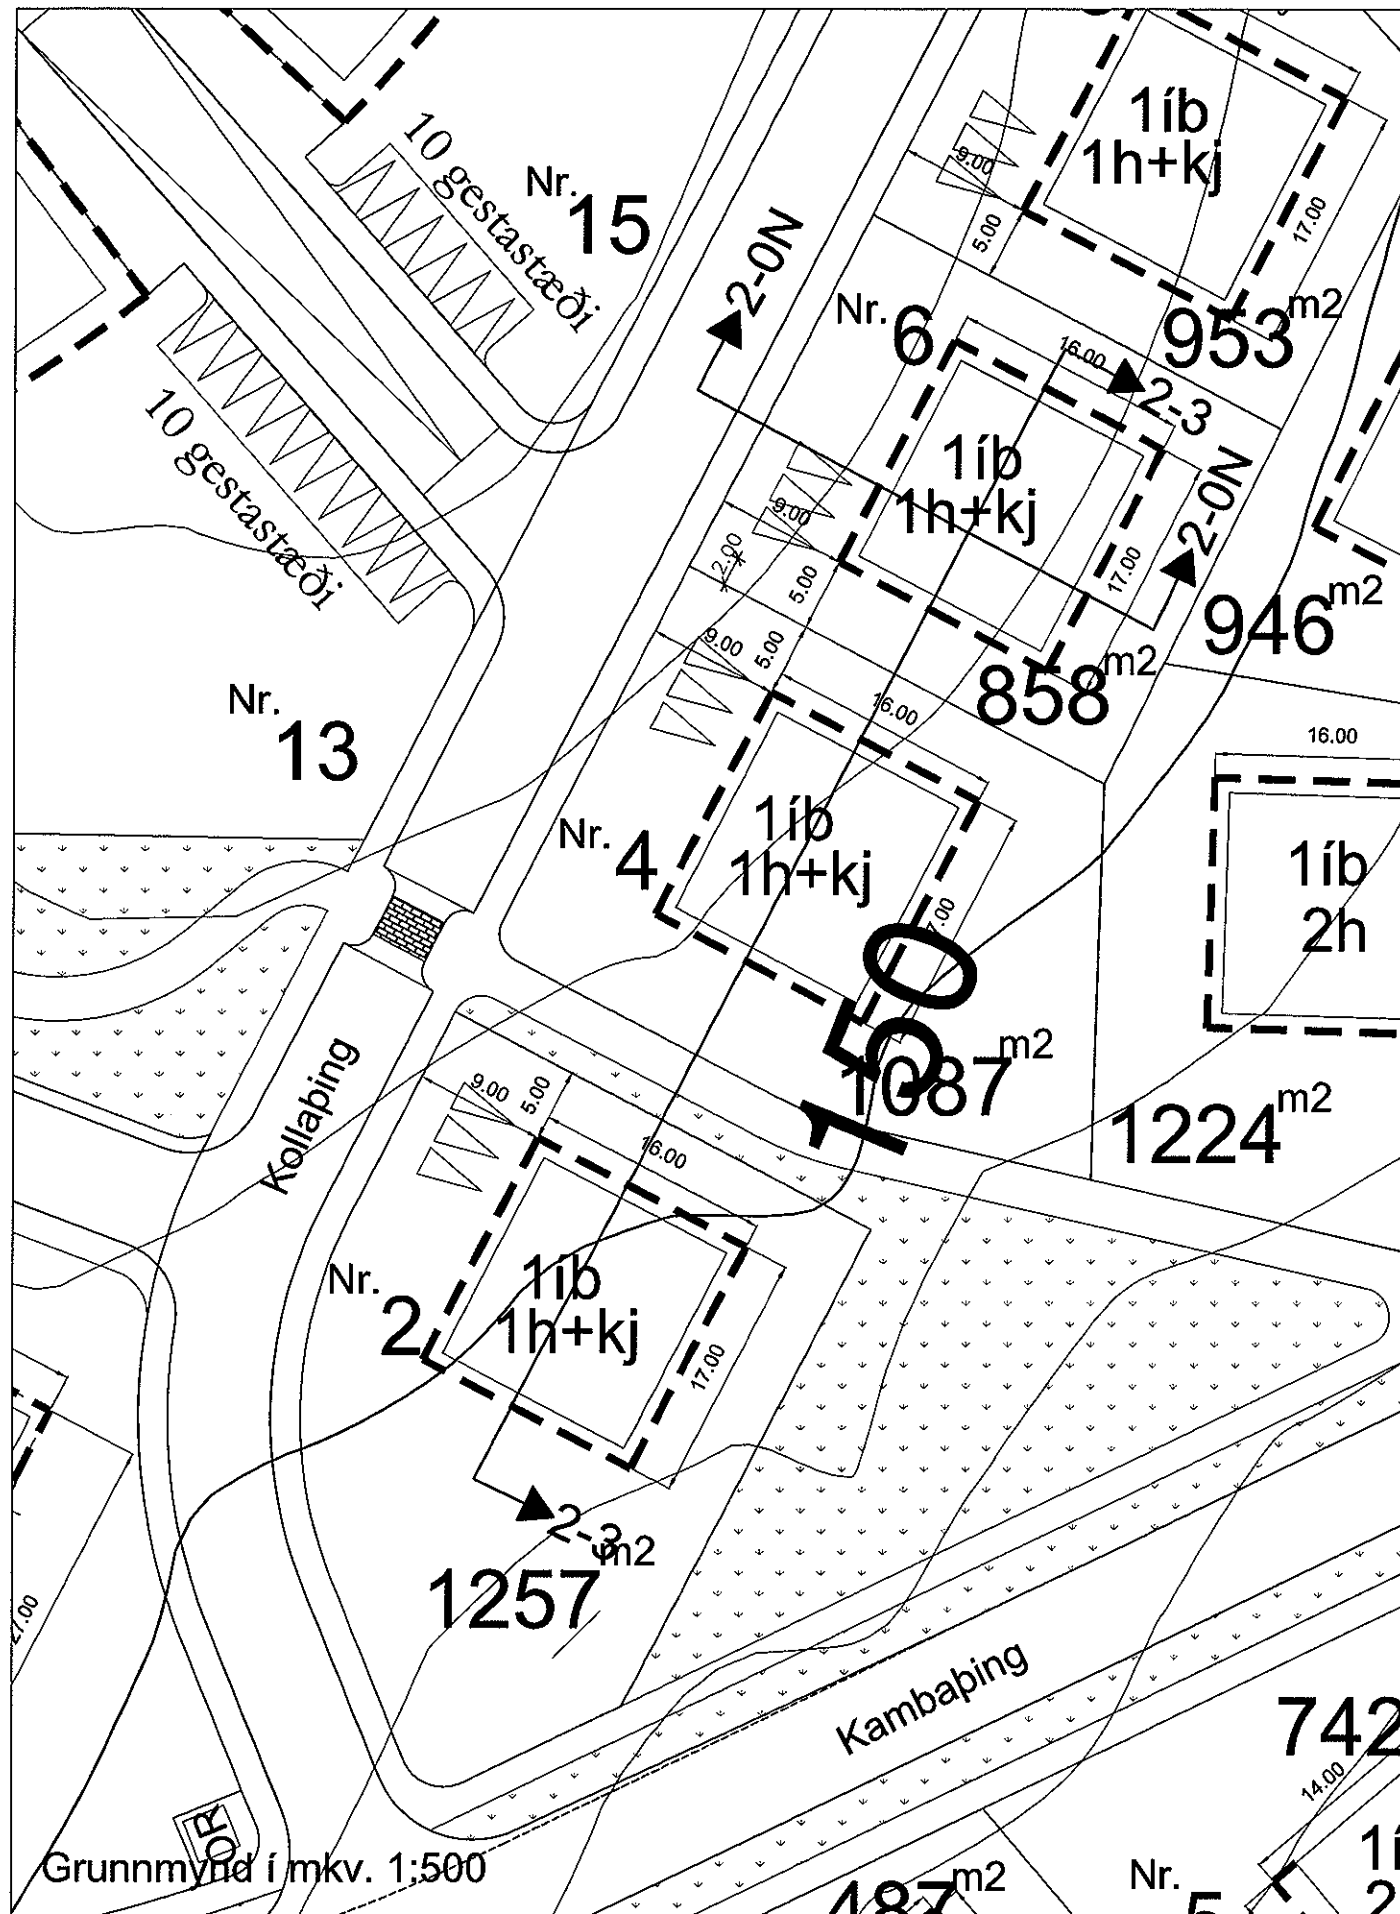 1íb
1h+kj
9.00
5.00
17.00
953 m2
10 gestastæði
Nr. 15
2-0N
Nr. 6
16.00
2-3
1íb
1h+kj
9.00
2.00
5.00
17.00
2-0N
946 m2
10 gestastæði
858 m2
9.00
5.00
16.00
Nr. 13
16.00
1íb
2h
Nr. 4
1íb
1h+kj
150
1087 m2
1224 m2
Kollaþing
9.00
5.00
16.00
Nr. 2
1íb
1h+kj
17.00
2-3
1257 m2
27.00
Kambaþing
742
14.00
OR
Grunnmynd í mkv. 1:500
487 m2
Nr. 5